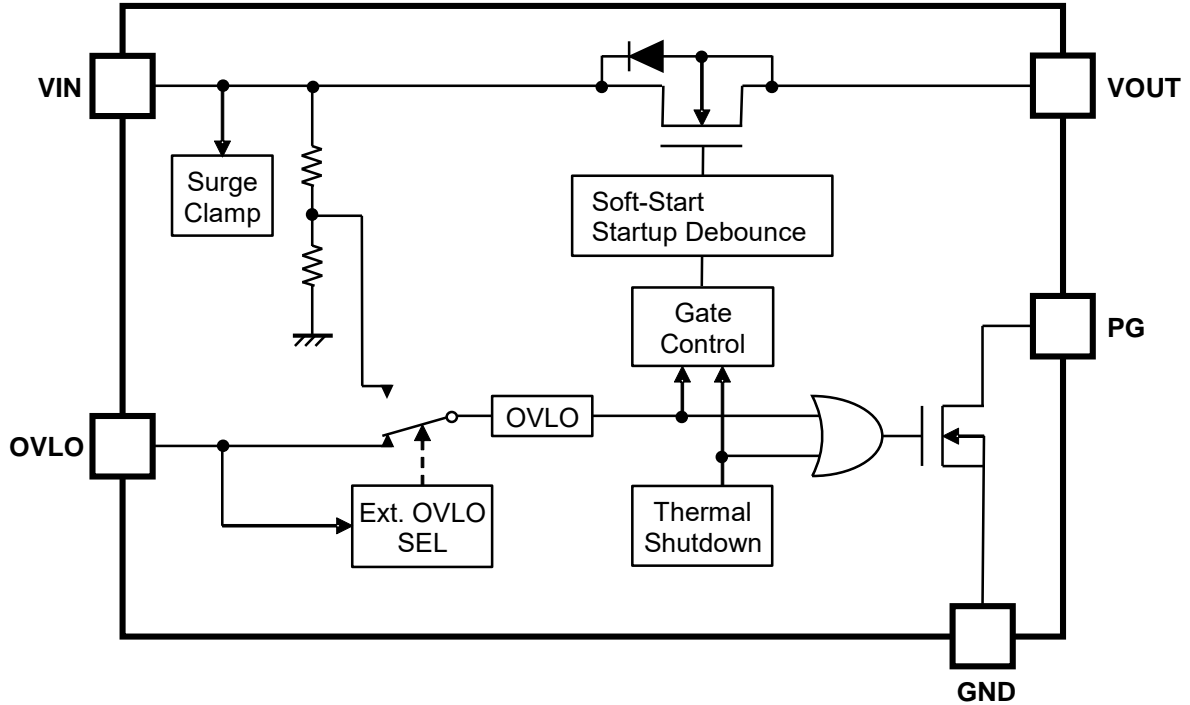 VIN
VOUT
Surge
Clamp
Soft-Start
Startup Debounce
Gate
Control
PG
OVLO
OVLO
Ext. OVLO
SEL
Thermal
Shutdown
GND